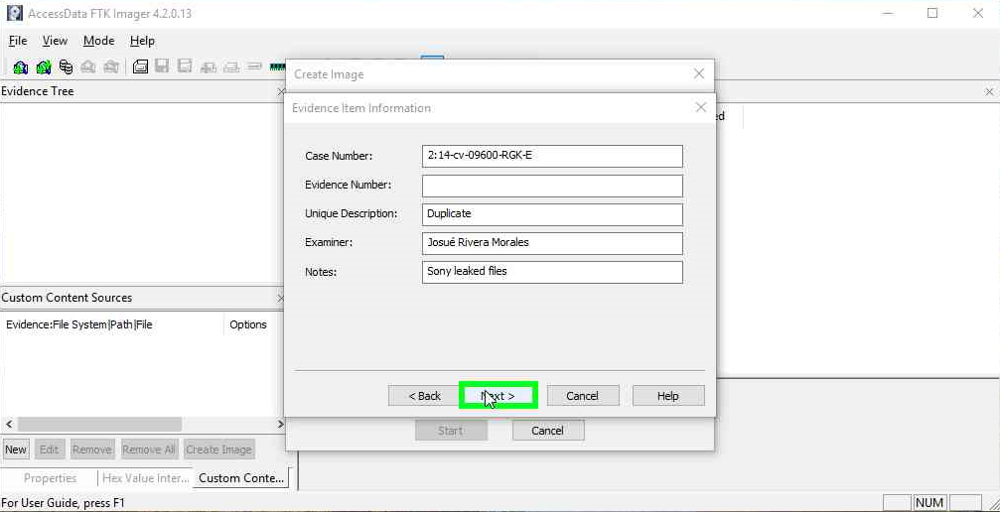 AccessData FTK Imager 4.2.0.13
File View Mode Help
Evidence Tree
Create Image
Evidence Item Information
ed
Case Number: 2:14-cv-09600-RGK-E
Evidence Number:
Unique Description: Duplicate
Examiner: Josué Rivera Morales
Notes: Sony leaked files
Custom Content Sources
Evidence:File System|Path|File Options
< Back Next > Cancel Help
Start Cancel
New Edit Remove Remove All Create Image
Properties Hex Value Inter... Custom Conte...
For User Guide, press F1 NUM